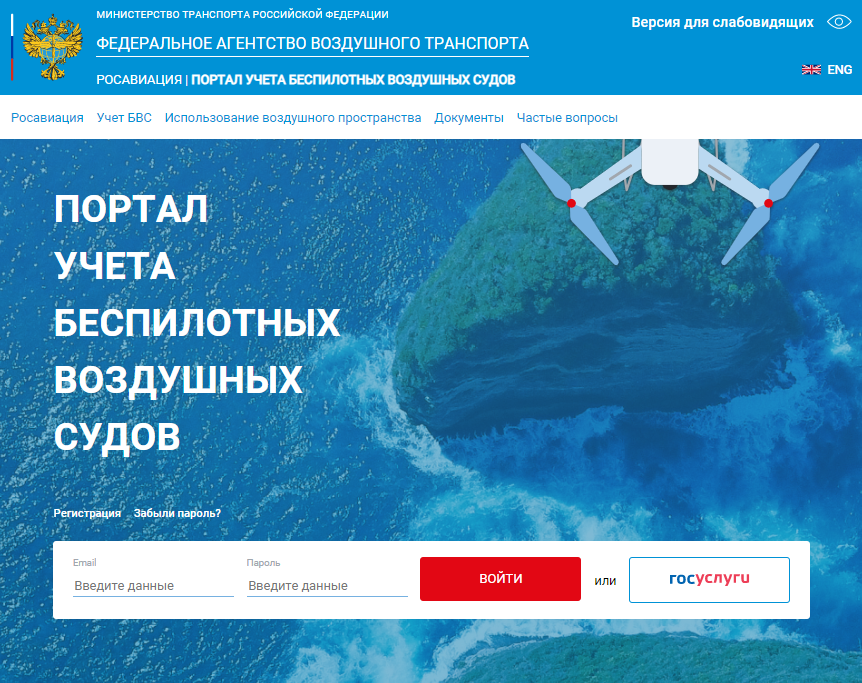 МИНИСТЕРСТВО ТРАНСПОРТА РОССИЙСКОЙ ФЕДЕРАЦИИ
Версия для слабовидящих
ФЕДЕРАЛЬНОЕ АГЕНТСТВО ВОЗДУШНОГО ТРАНСПОРТА
ENG
РОСАВИАЦИЯ | ПОРТАЛ УЧЕТА БЕСПИЛОТНЫХ ВОЗДУШНЫХ СУДОВ
Росавиация Учет БВС Использование воздушного пространства Документы Частые вопросы
ПОРТАЛ
УЧЕТА
БЕСПИЛОТНЫХ
ВОЗДУШНЫХ
СУДОВ
Регистрация Забыли пароль?
Email Пароль
Введите данные Введите данные ВОЙТИ или госуслуги